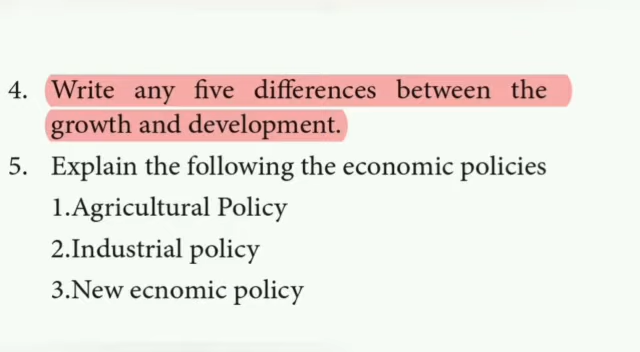 4. Write any five differences between the
growth and development.
5. Explain the following the economic policies
1.Agricultural Policy
2.Industrial policy
3.New ecnomic policy